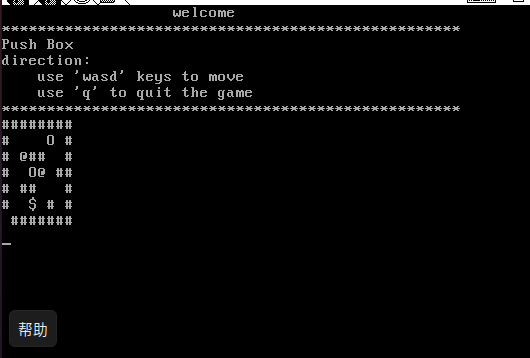 welcome
***************************************************
Push Box
direction:
    use 'wasd' keys to move
    use 'q' to quit the game
***************************************************
########
#    O #
# @##  #
#  O@ ##
# ##   #
#  $ # #
 #######
_
帮助